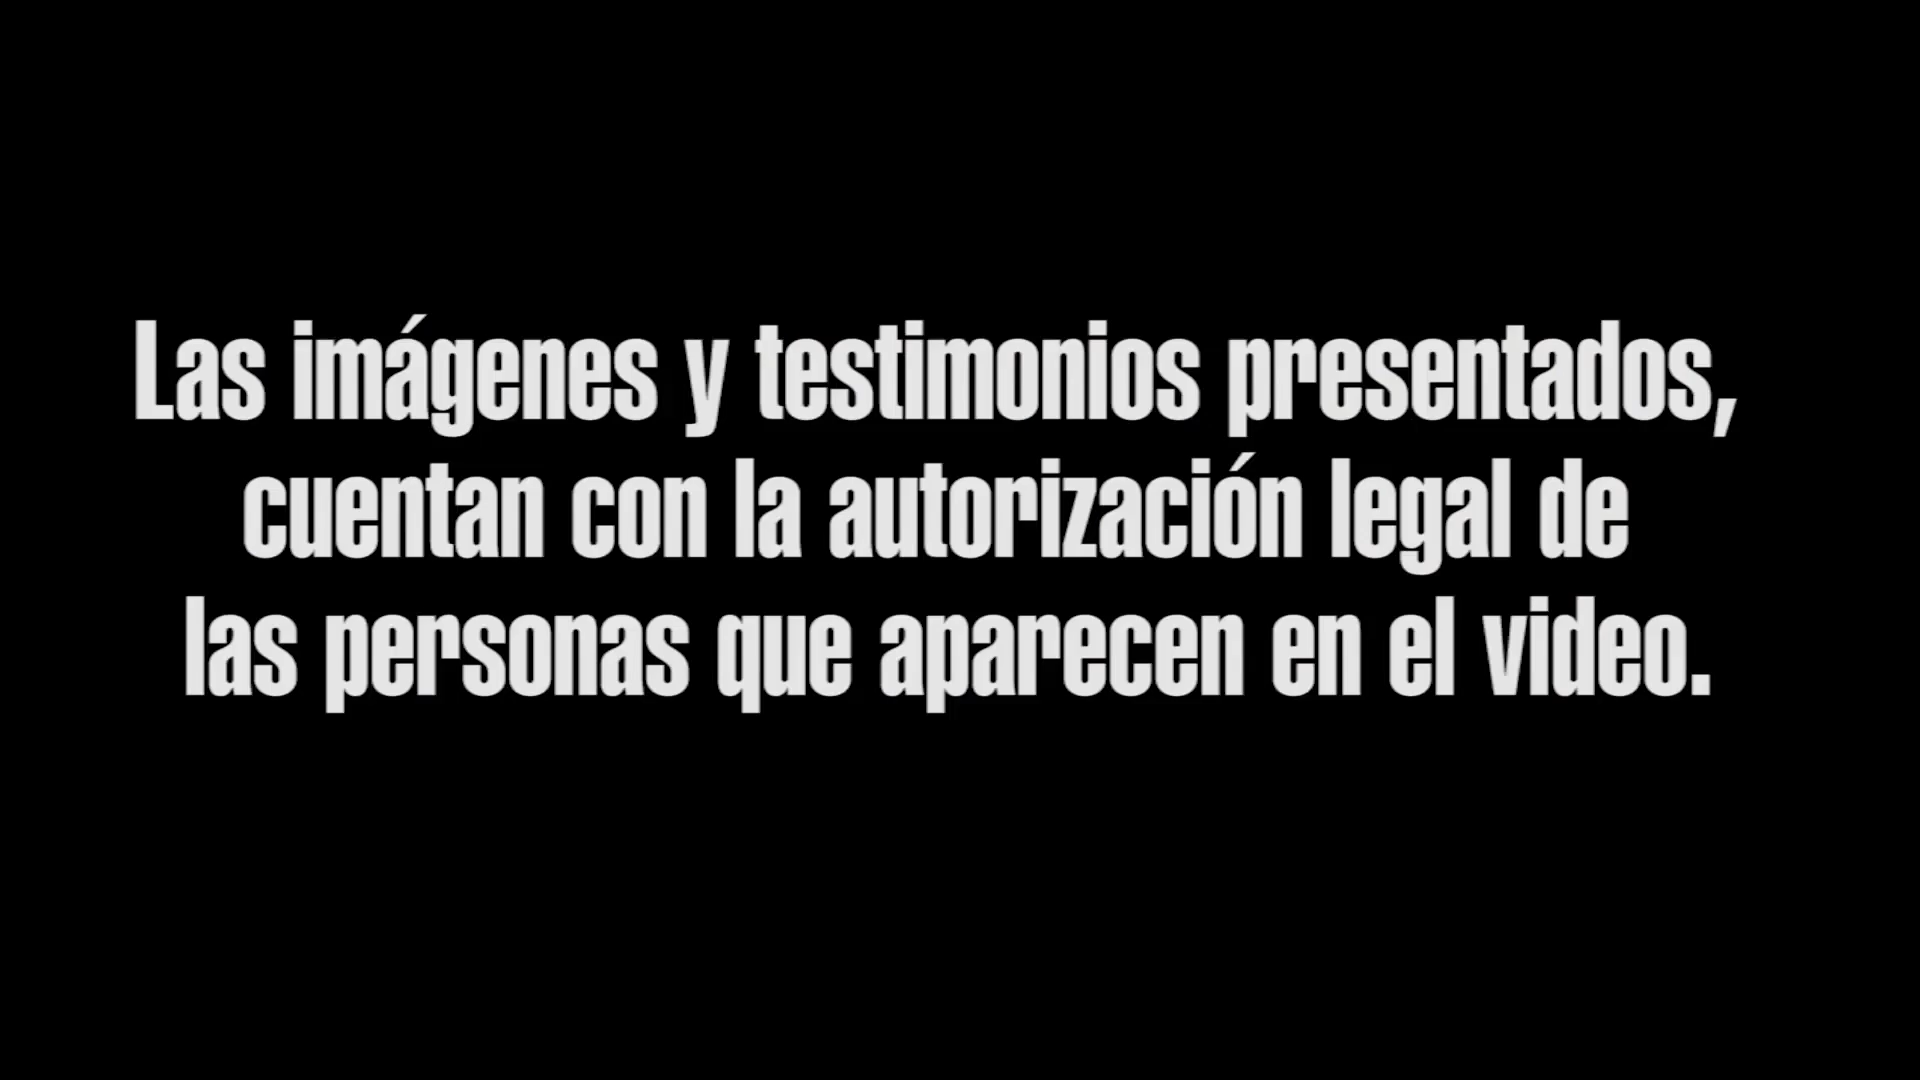 Las imágenes y testimonios presentados,
cuentan con la autorización legal de
las personas que aparecen en el video.